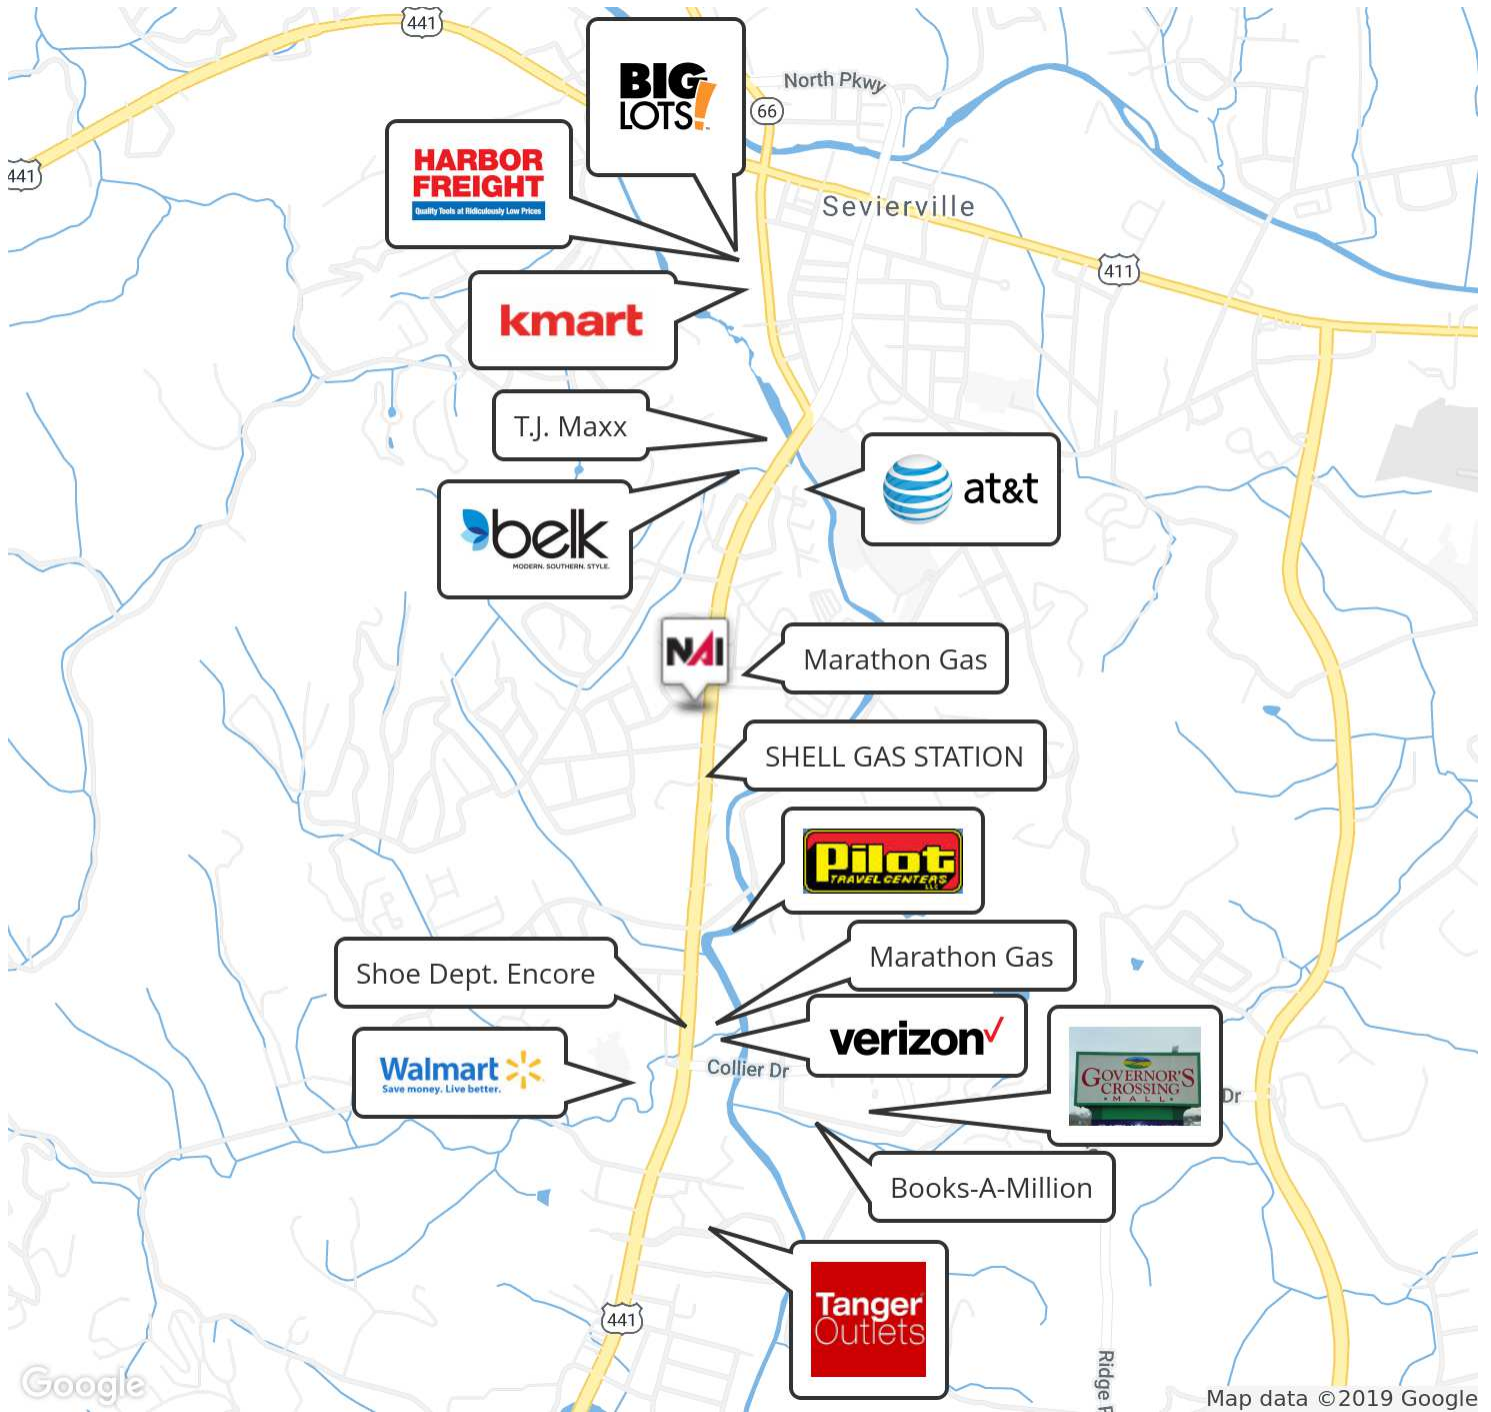 441
BIG
LOTS!
North Pkwy
66
HARBOR
FREIGHT
Quality Tools at Ridiculously Low Prices
441
Sevierville
411
kmart
T.J. Maxx
at&t
belk
MODERN. SOUTHERN. STYLE.
NAI
Marathon Gas
SHELL GAS STATION
Pilot
TRAVEL CENTERS
LLC
Marathon Gas
Shoe Dept. Encore
verizon
Walmart
Save money. Live better.
Collier Dr
GOVERNOR'S
CROSSING
• MALL •
Dr
Books-A-Million
Tanger
Outlets
441
Ridge
Google
Map data ©2019 Google